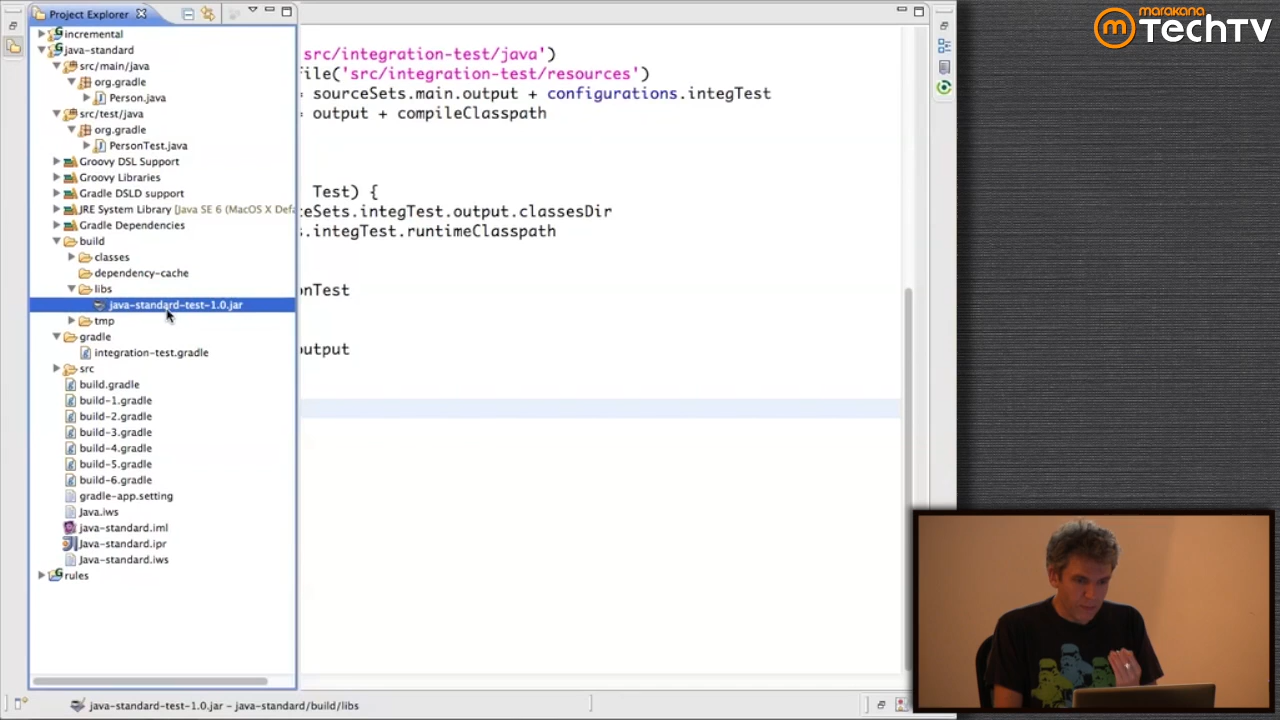 Project Explorer
incremental
java-standard
src/main/java
org.gradle
Person.java
src/test/java
org.gradle
PersonTest.java
Groovy DSL Support
Groovy Libraries
Gradle DSLD support
JRE System Library [Java SE 6 (MacOS X Defa
Gradle Dependencies
build
classes
dependency-cache
libs
java-standard-test-1.0.jar
tmp
gradle
integration-test.gradle
src
build.gradle
build-1.gradle
build-2.gradle
build-3.gradle
build-4.gradle
build-5.gradle
build-6.gradle
gradle-app.setting
Java.iws
java-standard.iml
Java-standard.ipr
Java-standard.iws
rules
src/integration-test/java')
file('src/integration-test/resources')
= sourceSets.main.output + configurations.integTest
= output + compileClasspath
Test) {
eSets.integTest.output.classesDir
s.integTest.runtimeClasspath
onTest
output
java-standard-test-1.0.jar - java-standard/build/libs
marakana
m TechTV